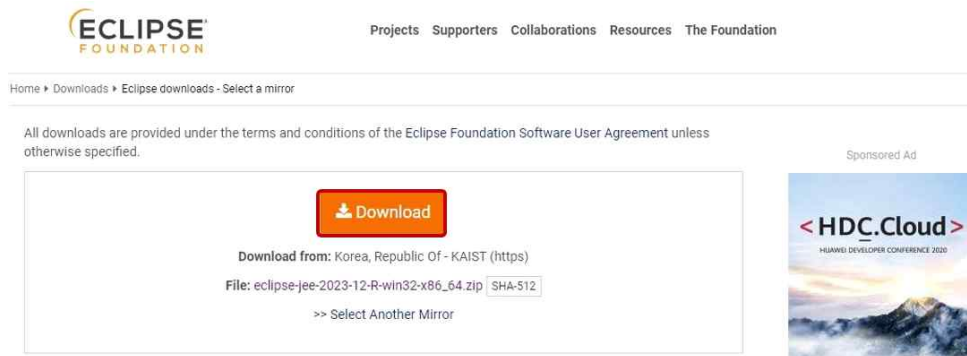 ECLIPSE
FOUNDATION
Projects Supporters Collaborations Resources The Foundation
Home Downloads Eclipse downloads - Select a mirror
All downloads are provided under the terms and conditions of the Eclipse Foundation Software User Agreement unless
otherwise specified.
Sponsored Ad
Download
Download from: Korea, Republic Of - KAIST (https)
File: eclipse-jee-2023-12-R-win32-x86_64.zip SHA-512
>> Select Another Mirror
<HDC.Cloud>
HUAWEI DEVELOPER CONFERENCE 2020